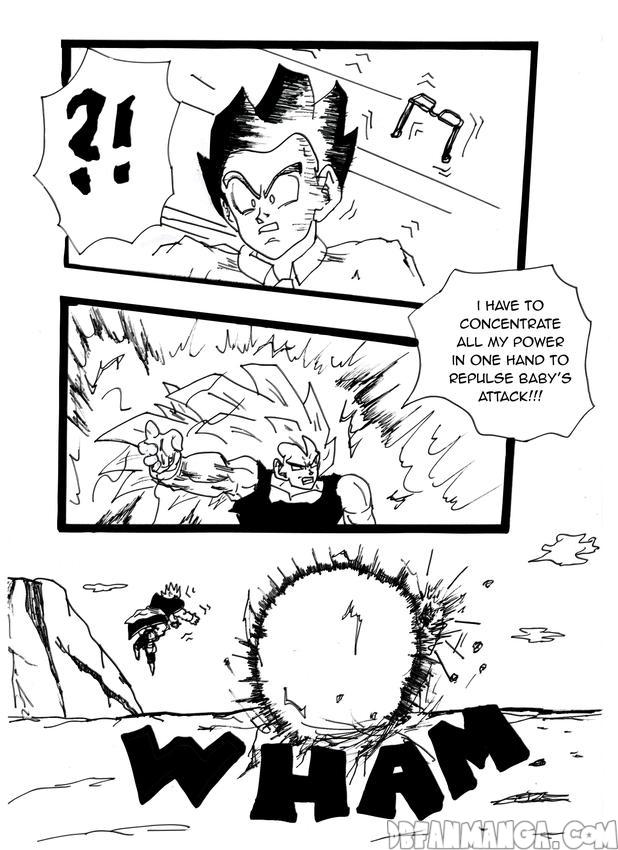 ?!
I HAVE TO
CONCENTRATE
ALL MY POWER
IN ONE HAND TO
REPULSE BABY'S
ATTACK!!!
WHAM
DBFANMANGA.COM